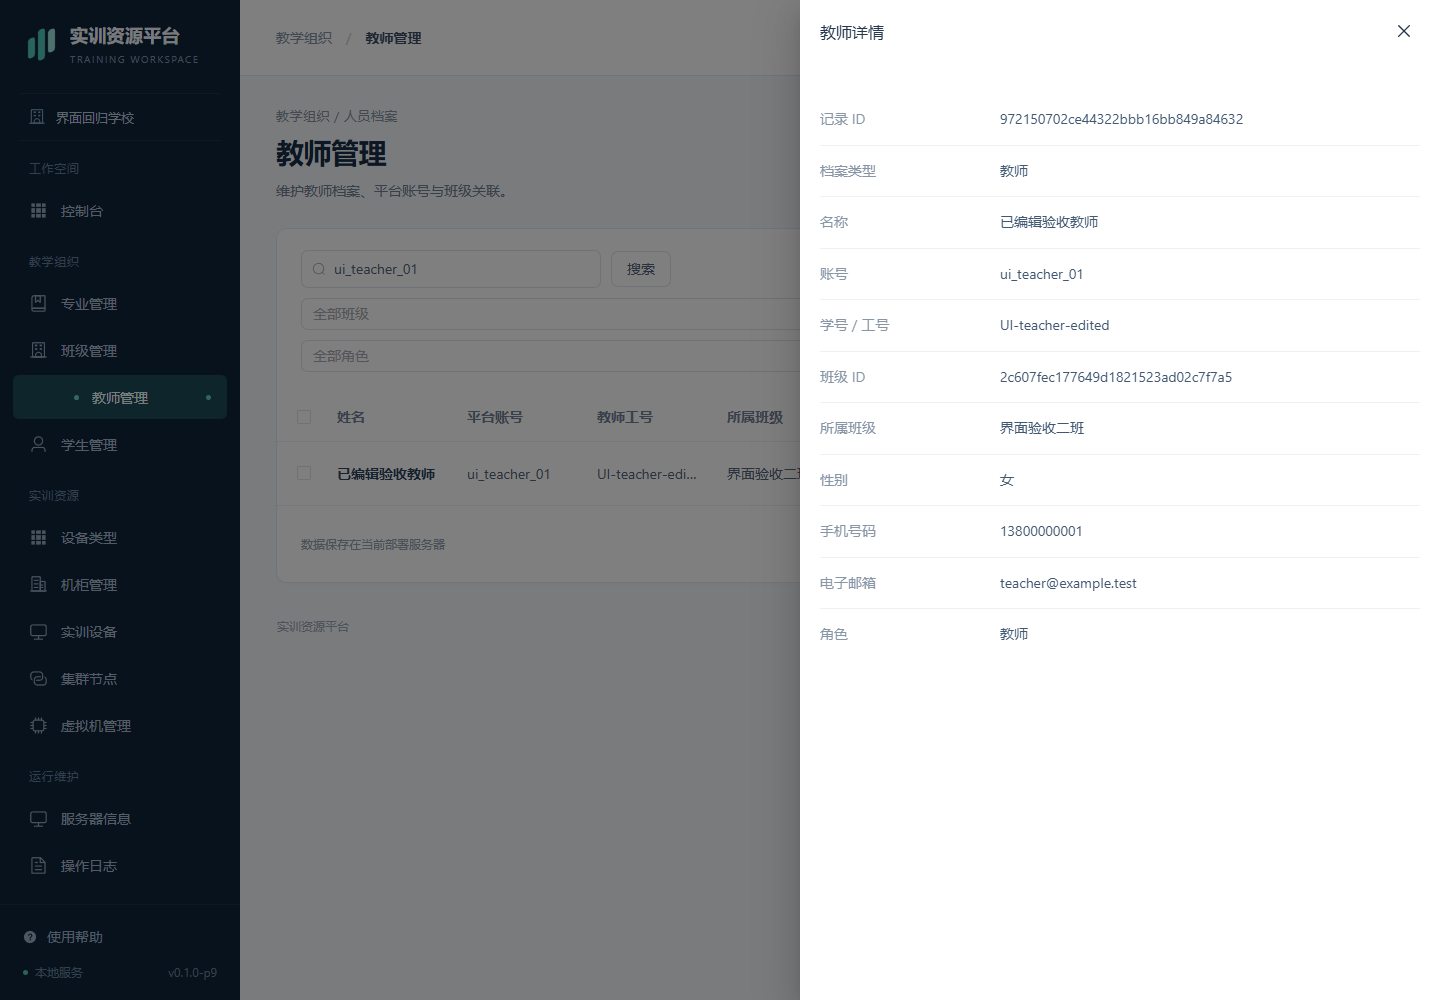 实训资源平台
TRAINING WORKSPACE
界面回归学校
工作空间
控制台
教学组织
专业管理
班级管理
教师管理
学生管理
实训资源
设备类型
机柜管理
实训设备
集群节点
虚拟机管理
运行维护
服务器信息
操作日志
使用帮助
本地服务 v0.1.0-p9
教学组织 / 教师管理
教学组织 / 人员档案
教师管理
维护教师档案、平台账号与班级关联。
ui_teacher_01 搜索
全部班级
全部角色
姓名 平台账号 教师工号 所属班级
已编辑验收教师 ui_teacher_01 UI-teacher-edi... 界面验收二
数据保存在当前部署服务器
实训资源平台
教师详情
记录 ID 972150702ce44322bbb16bb849a84632
档案类型 教师
名称 已编辑验收教师
账号 ui_teacher_01
学号 / 工号 UI-teacher-edited
班级 ID 2c607fec177649d1821523ad02c7f7a5
所属班级 界面验收二班
性别 女
手机号码 13800000001
电子邮箱 teacher@example.test
角色 教师